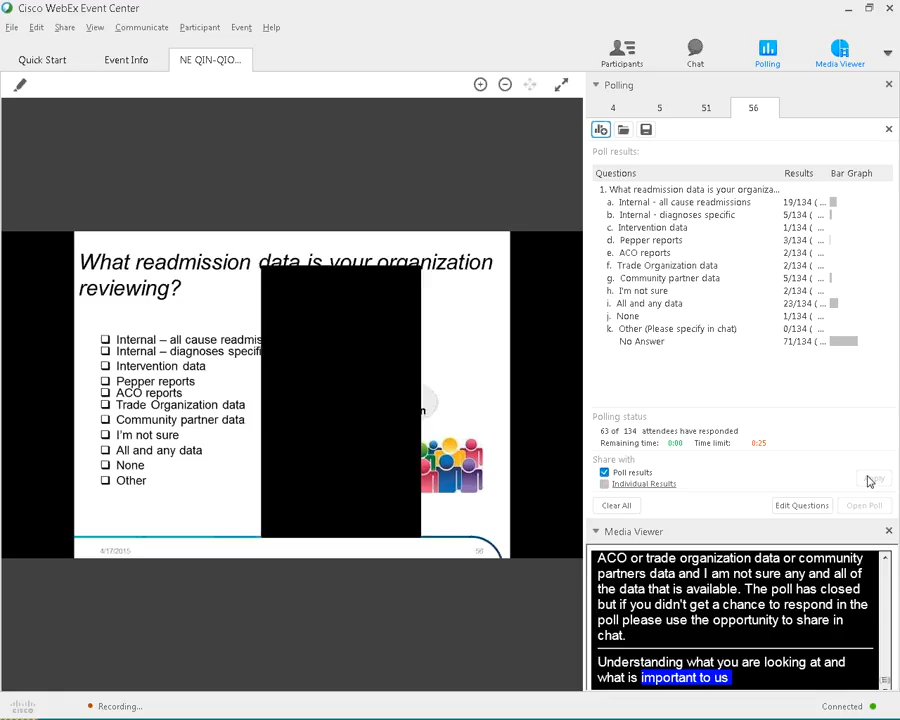 Cisco WebEx Event Center
File Edit Share View Communicate Participant Event Help
Quick Start Event Info NE QIN-QIO...
Participants Chat Polling Media Viewer
Polling
4 5 51 56
Poll results:
Questions Results Bar Graph
1. What readmission data is your organiza...
a. Internal - all cause readmissions 19/134 ( ...
b. Internal - diagnoses specific 5/134 ( ...
c. Intervention data 1/134 ( ...
d. Pepper reports 3/134 ( ...
e. ACO reports 2/134 ( ...
f. Trade Organization data 2/134 ( ...
g. Community partner data 5/134 ( ...
h. I'm not sure 2/134 ( ...
i. All and any data 23/134 ( ...
j. None 1/134 ( ...
k. Other (Please specify in chat) 0/134 ( ...
No Answer 71/134 ( ...
Polling status
63 of 134 attendees have responded
Remaining time: 0:00 Time limit: 0:25
Share with
Poll results
Individual Results
Clear All Edit Questions Open Poll
What readmission data is your organization
reviewing?
Internal – all cause readmis
Internal – diagnoses specifi
Intervention data
Pepper reports
ACO reports
Trade Organization data
Community partner data
I'm not sure
All and any data
None
Other
4/17/2015
Media Viewer
ACO or trade organization data or community
partners data and I am not sure any and all of
the data that is available. The poll has closed
but if you didn't get a chance to respond in the
poll please use the opportunity to share in
chat.
Understanding what you are looking at and
what is important to us
cisco Recording... Connected